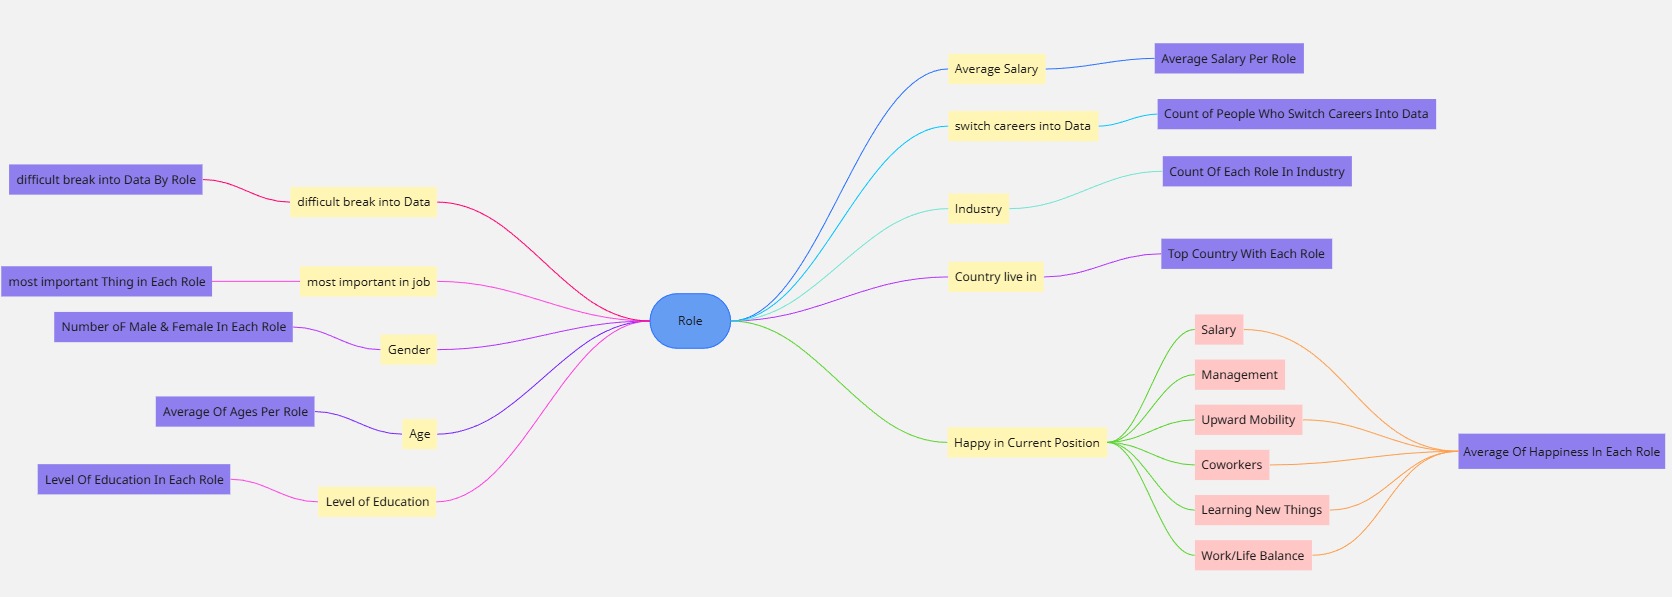 Average Salary
Average Salary Per Role
switch careers into Data
Count of People Who Switch Careers Into Data
Industry
Count Of Each Role In Industry
Country live in
Top Country With Each Role
difficult break into Data By Role
difficult break into Data
most important Thing in Each Role
most important in job
Number oF Male & Female In Each Role
Gender
Average Of Ages Per Role
Age
Level Of Education In Each Role
Level of Education
Role
Happy in Current Position
Salary
Management
Upward Mobility
Coworkers
Learning New Things
Work/Life Balance
Average Of Happiness In Each Role